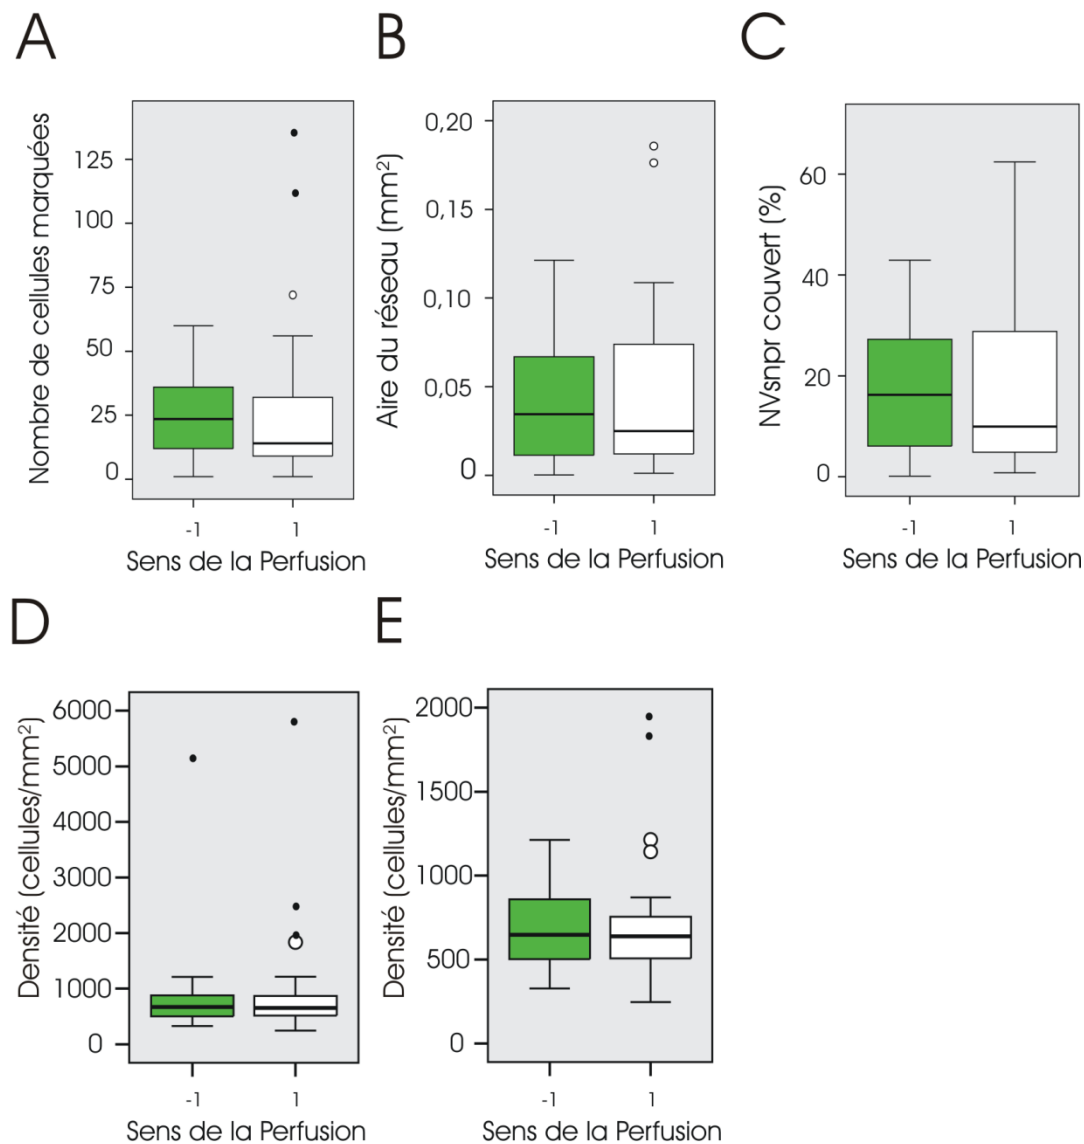 A
B
C
Nombre de cellules marquées
125
100
75
50
25
0
-1
1
Sens de la Perfusion
Aire du réseau (mm²)
0,20
0,15
0,10
0,05
0
-1
1
Sens de la Perfusion
NVsnpr couvert (%)
60
40
20
0
-1
1
Sens de la Perfusion
D
E
Densité (cellules/mm²)
6000
5000
4000
3000
2000
1000
0
-1
1
Sens de la Perfusion
Densité (cellules/mm²)
2000
1500
1000
500
0
-1
1
Sens de la Perfusion